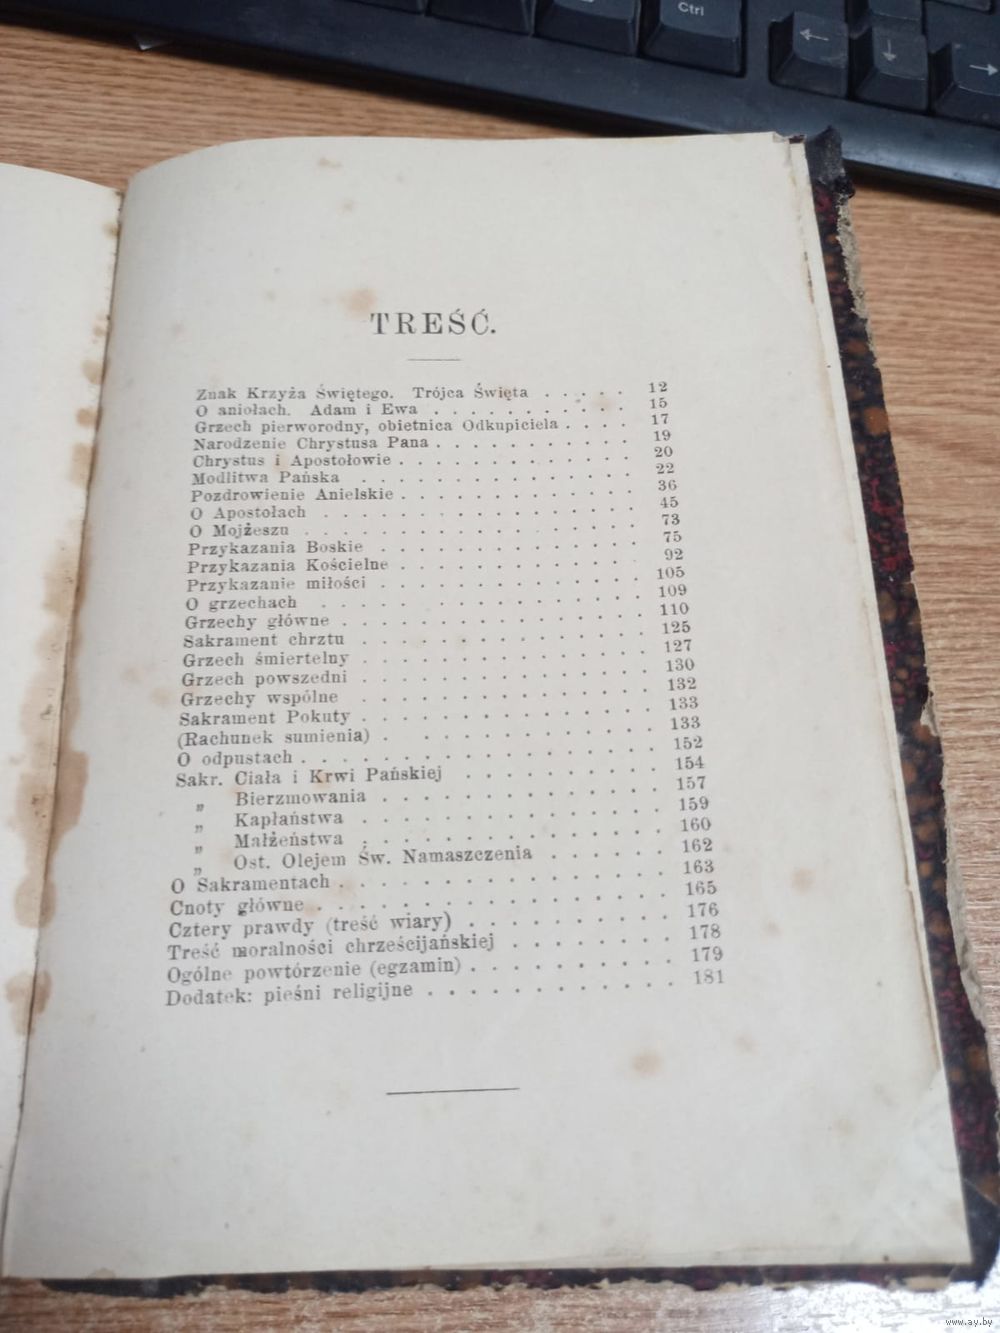 Ctrl
TREŚĆ.
Znak Krzyża Świętego. Trójca Święta . . . . . 12
O aniołach. Adam i Ewa . . . . . . . . . . 15
Grzech pierworodny, obietnica Odkupiciela . . . . 17
Narodzenie Chrystusa Pana . . . . . . . . . . 19
Chrystus i Apostołowie . . . . . . . . . . . . 20
Modlitwa Pańska . . . . . . . . . . . . . . 22
Pozdrowienie Anielskie . . . . . . . . . . . . 36
O Apostołach . . . . . . . . . . . . . . . 45
O Mojżeszu . . . . . . . . . . . . . . . . 73
Przykazania Boskie . . . . . . . . . . . . . 75
Przykazania Kościelne . . . . . . . . . . . . 92
Przykazanie miłości . . . . . . . . . . . . . 105
O grzechach . . . . . . . . . . . . . . . 109
Grzechy główne . . . . . . . . . . . . . . . 110
Sakrament chrztu . . . . . . . . . . . . . . 125
Grzech śmiertelny . . . . . . . . . . . . . . 127
Grzech powszedni . . . . . . . . . . . . . . 130
Grzechy wspólne . . . . . . . . . . . . . . 132
Sakrament Pokuty . . . . . . . . . . . . . . 133
(Rachunek sumienia) . . . . . . . . . . . . . 133
O odpustach . . . . . . . . . . . . . . . . 152
Sakr. Ciała i Krwi Pańskiej . . . . . . . . . 154
„ Bierzmowania . . . . . . . . . . . . . 157
„ Kapłaństwa . . . . . . . . . . . . . . 159
„ Małżeństwa . . . . . . . . . . . . . . 160
„ Ost. Olejem Św. Namaszczenia . . . . . . 162
O Sakramentach . . . . . . . . . . . . . . . 163
Cnoty główne . . . . . . . . . . . . . . . . 165
Cztery prawdy (treść wiary) . . . . . . . . . 176
Treść moralności chrześcijańskiej . . . . . . . 178
Ogólne powtórzenie (egzamin) . . . . . . . . . 179
Dodatek: pieśni religijne . . . . . . . . . . . 181
www.ay.by